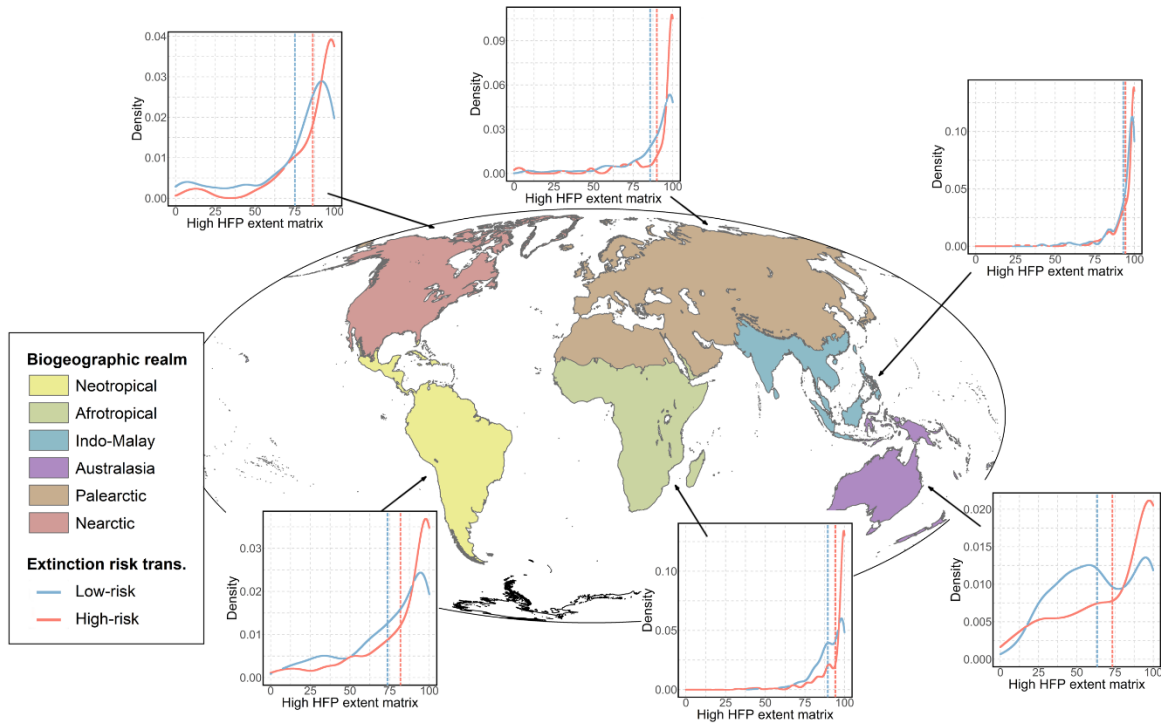 0.04
0.03
0.02
0.01
0.00
Density
0 25 50 75 100
High HFP extent matrix
0.09
0.06
0.03
0.00
Density
0 25 50 75 100
High HFP extent matrix
0.10
0.05
0.00
Density
0 25 50 75 100
High HFP extent matrix
Biogeographic realm
Neotropical
Afrotropical
Indo-Malay
Australasia
Palearctic
Nearctic
Extinction risk trans.
Low-risk
High-risk
0.03
0.02
0.01
0.00
Density
0 25 50 75 100
High HFP extent matrix
0.10
0.05
0.00
Density
0 25 50 75 100
High HFP extent matrix
0.020
0.015
0.010
0.005
0.000
Density
0 25 50 75 100
High HFP extent matrix